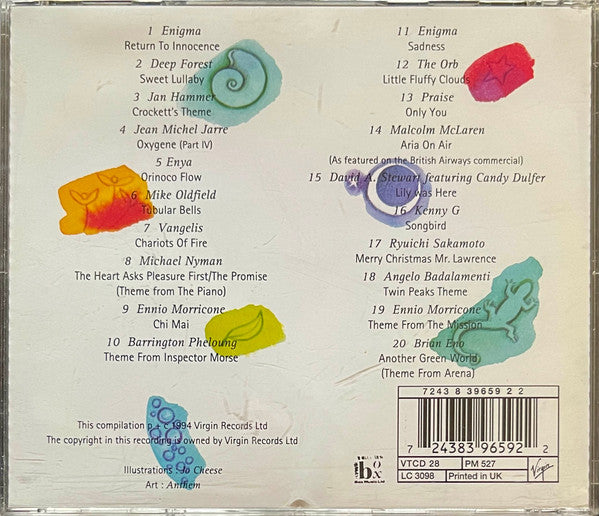 1 Enigma
Return To Innocence
2 Deep Forest
Sweet Lullaby
3 Jan Hammer
Crockett's Theme
4 Jean Michel Jarre
Oxygene (Part IV)
5 Enya
Orinoco Flow
6 Mike Oldfield
Tubular Bells
7 Vangelis
Chariots Of Fire
8 Michael Nyman
The Heart Asks Pleasure First/The Promise
(Theme from The Piano)
9 Ennio Morricone
Chi Mai
10 Barrington Pheloung
Theme From Inspector Morse
This compilation p + c 1994 Virgin Records Ltd
The copyright in this recording is owned by Virgin Records Ltd
Illustrations : Jo Cheese
Art : Anthem
11 Enigma
Sadness
12 The Orb
Little Fluffy Clouds
13 Praise
Only You
14 Malcolm McLaren
Aria On Air
(As featured on the British Airways commercial)
15 David A. Stewart featuring Candy Dulfer
Lily was Here
16 Kenny G
Songbird
17 Ryuichi Sakamoto
Merry Christmas Mr. Lawrence
18 Angelo Badalamenti
Twin Peaks Theme
19 Ennio Morricone
Theme From The Mission
20 Brian Eno
Another Green World
(Theme from Arena)
7243 8 39659 2 2
7 24383 96592 2
VTCD 28 PM 527
LC 3098 Printed in UK
box
Box Music Ltd
Virgin